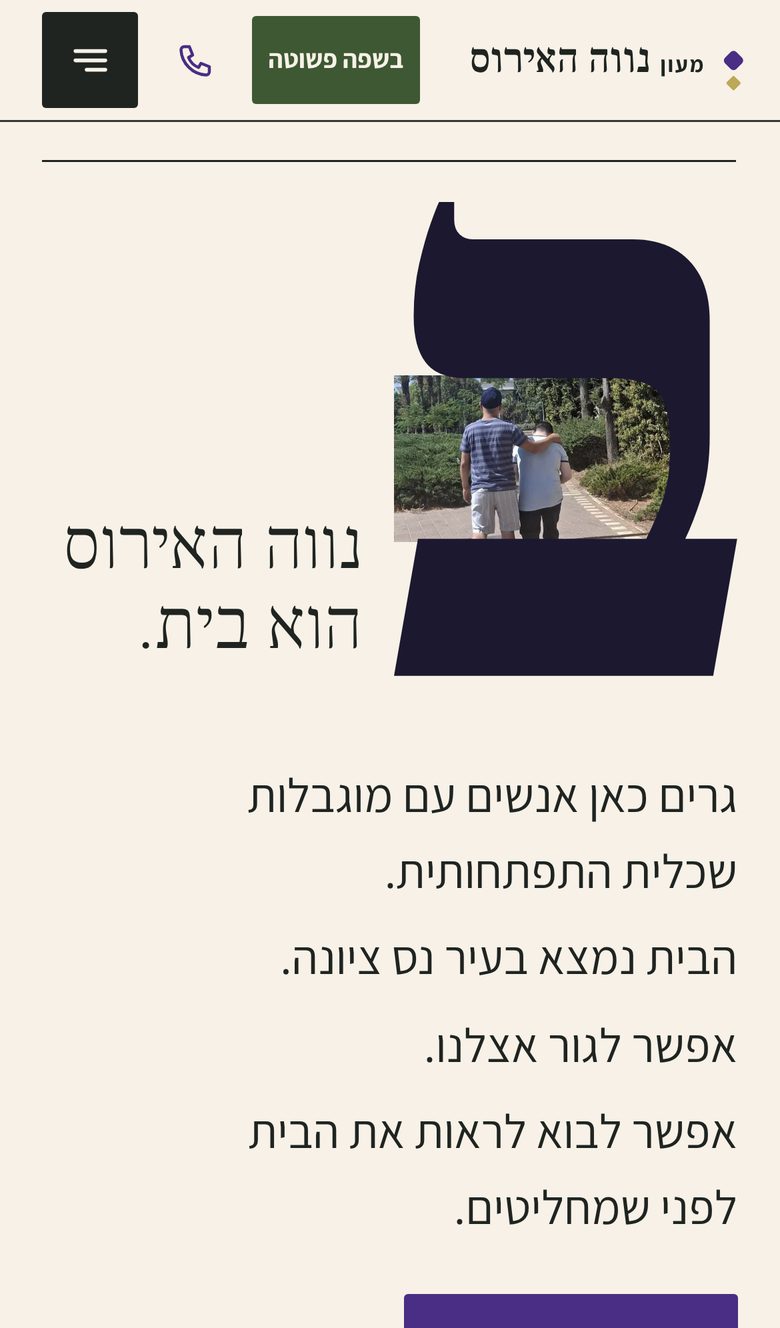 מעון נווה האירוס
בשפה פשוטה
ב
נווה האירוס
הוא בית.
גרים כאן אנשים עם מוגבלות
שכלית התפתחותית.
הבית נמצא בעיר נס ציונה.
אפשר לגור אצלנו.
אפשר לבוא לראות את הבית
לפני שמחליטים.